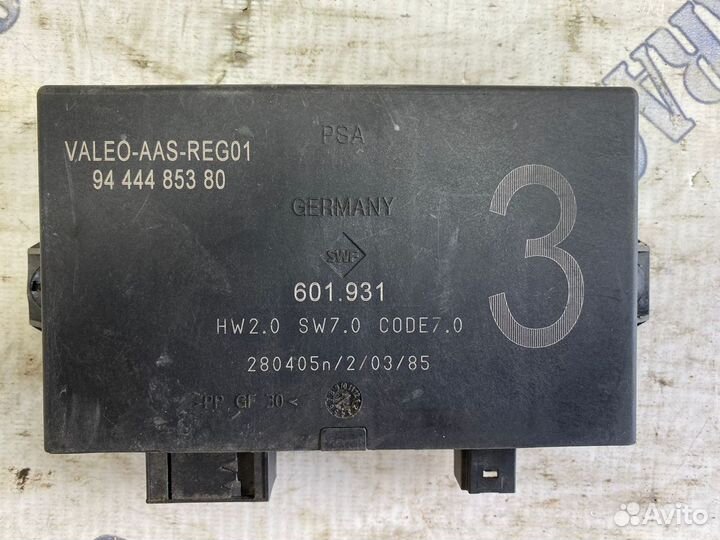 PSA
VALEO-AAS-REG01
94 444 853 80
GERMANY
SWF
3
601.931
HW2.0 SW7.0 CODE7.0
280405n/2/03/85
PP GF 30<
Avito